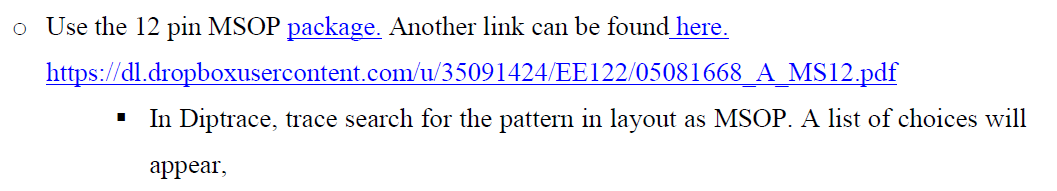 o Use the 12 pin MSOP package. Another link can be found here.
https://dl.dropboxusercontent.com/u/35091424/EE122/05081668_A_MS12.pdf
▪ In Diptrace, trace search for the pattern in layout as MSOP. A list of choices will
appear,